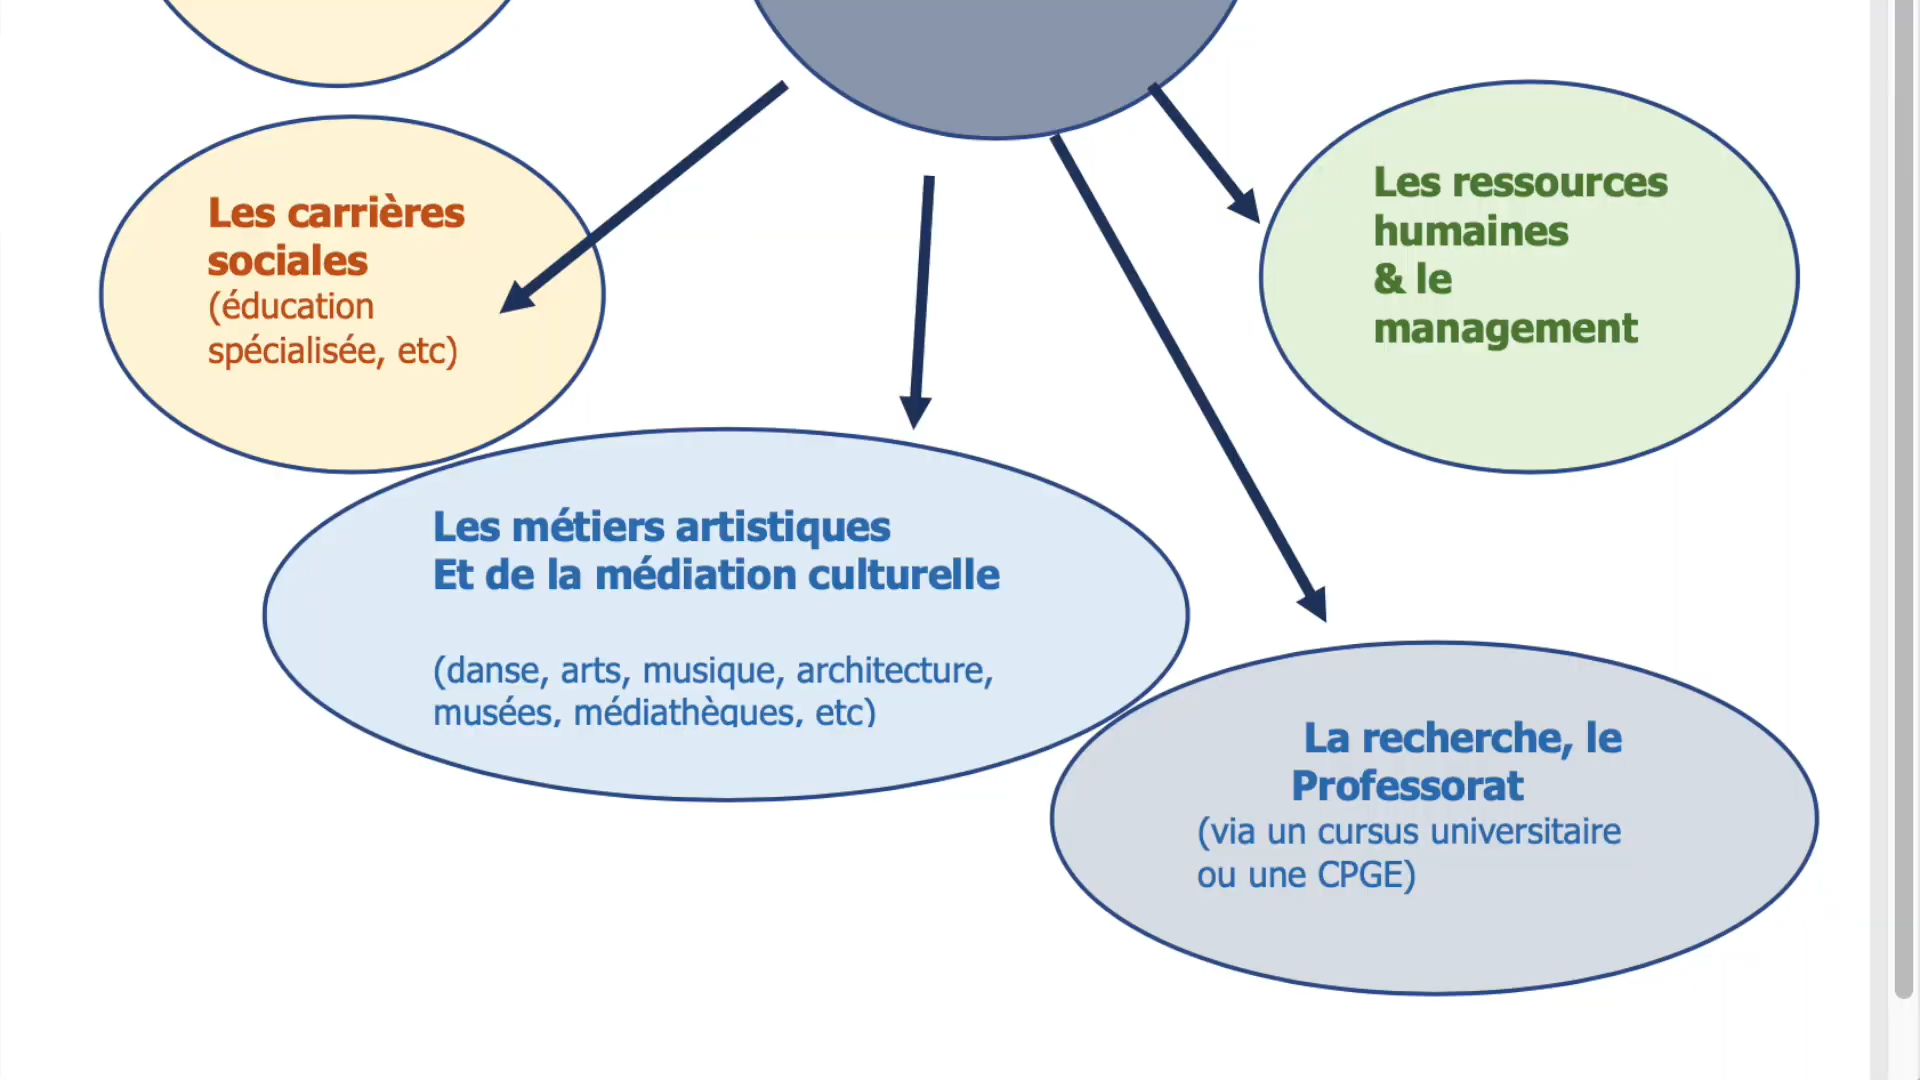 Les carrières
sociales
(éducation
spécialisée, etc)
Les ressources
humaines
& le
management
Les métiers artistiques
Et de la médiation culturelle
(danse, arts, musique, architecture,
musées, médiathèques, etc)
La recherche, le
Professorat
(via un cursus universitaire
ou une CPGE)